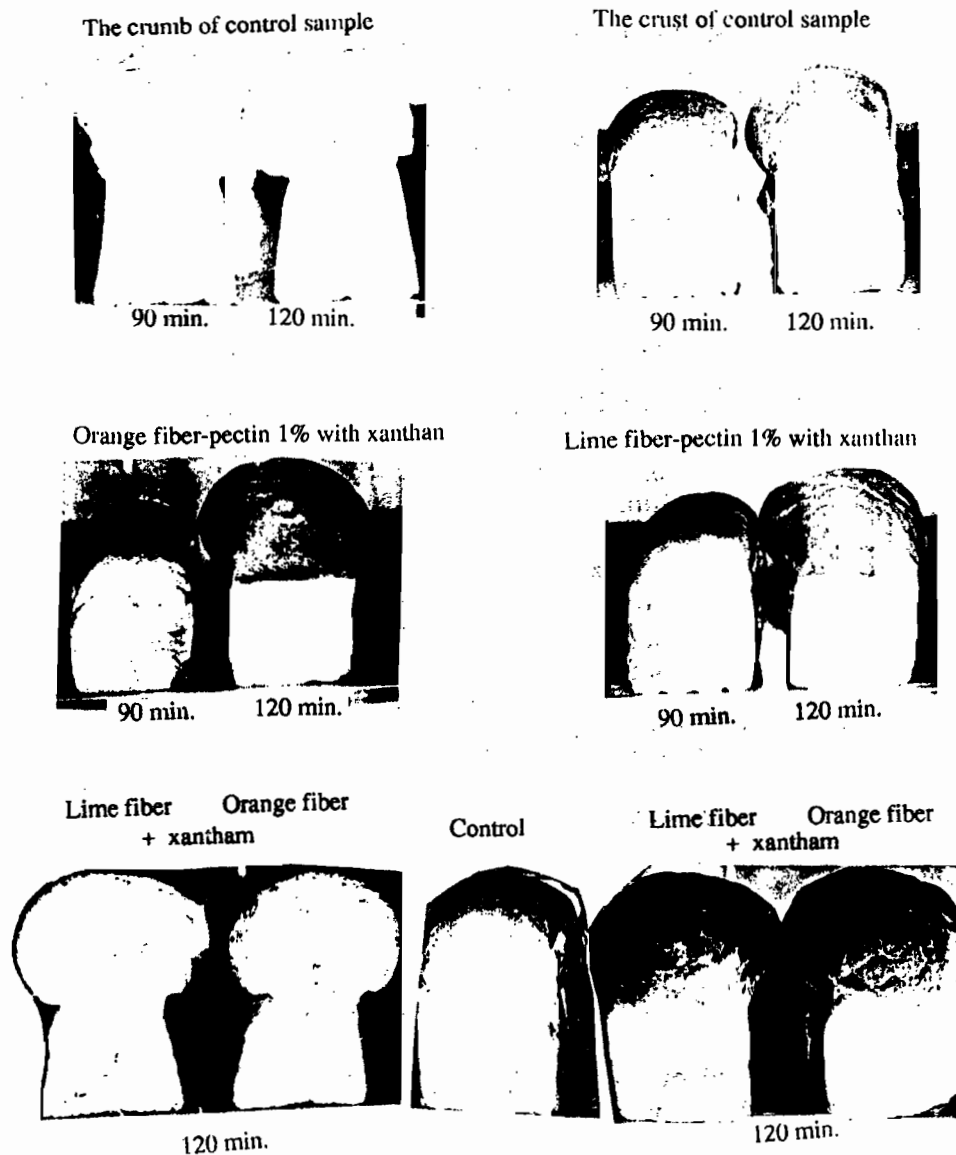 The crumb of control sample
The crust of control sample
90 min.
120 min.
90 min.
120 min.
Orange fiber-pectin 1% with xanthan
Lime fiber-pectin 1% with xanthan
90 min.
120 min.
90 min.
120 min.
Lime fiber
Orange fiber
+ xantham
Control
Lime fiber
Orange fiber
+ xantham
120 min.
120 min.